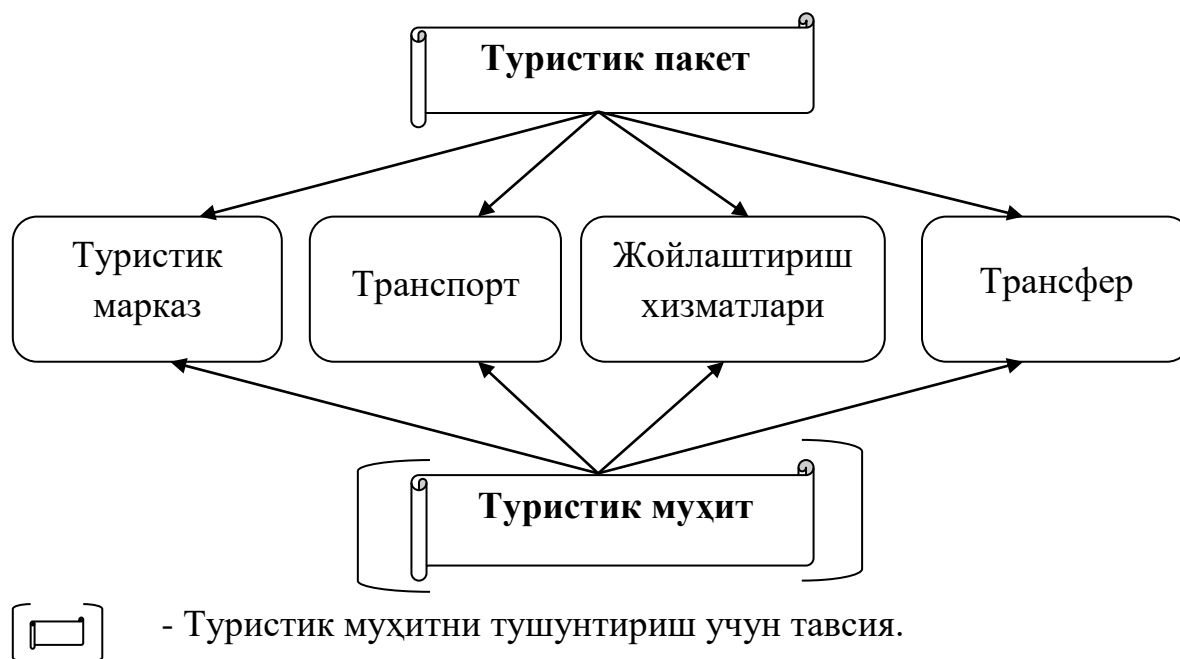 Туристик пакет
Туристик
марказ
Транспорт
Жойлаштириш
хизматлари
Трансфер
Туристик муҳит
- Туристик муҳитни тушунтириш учун тавсия.